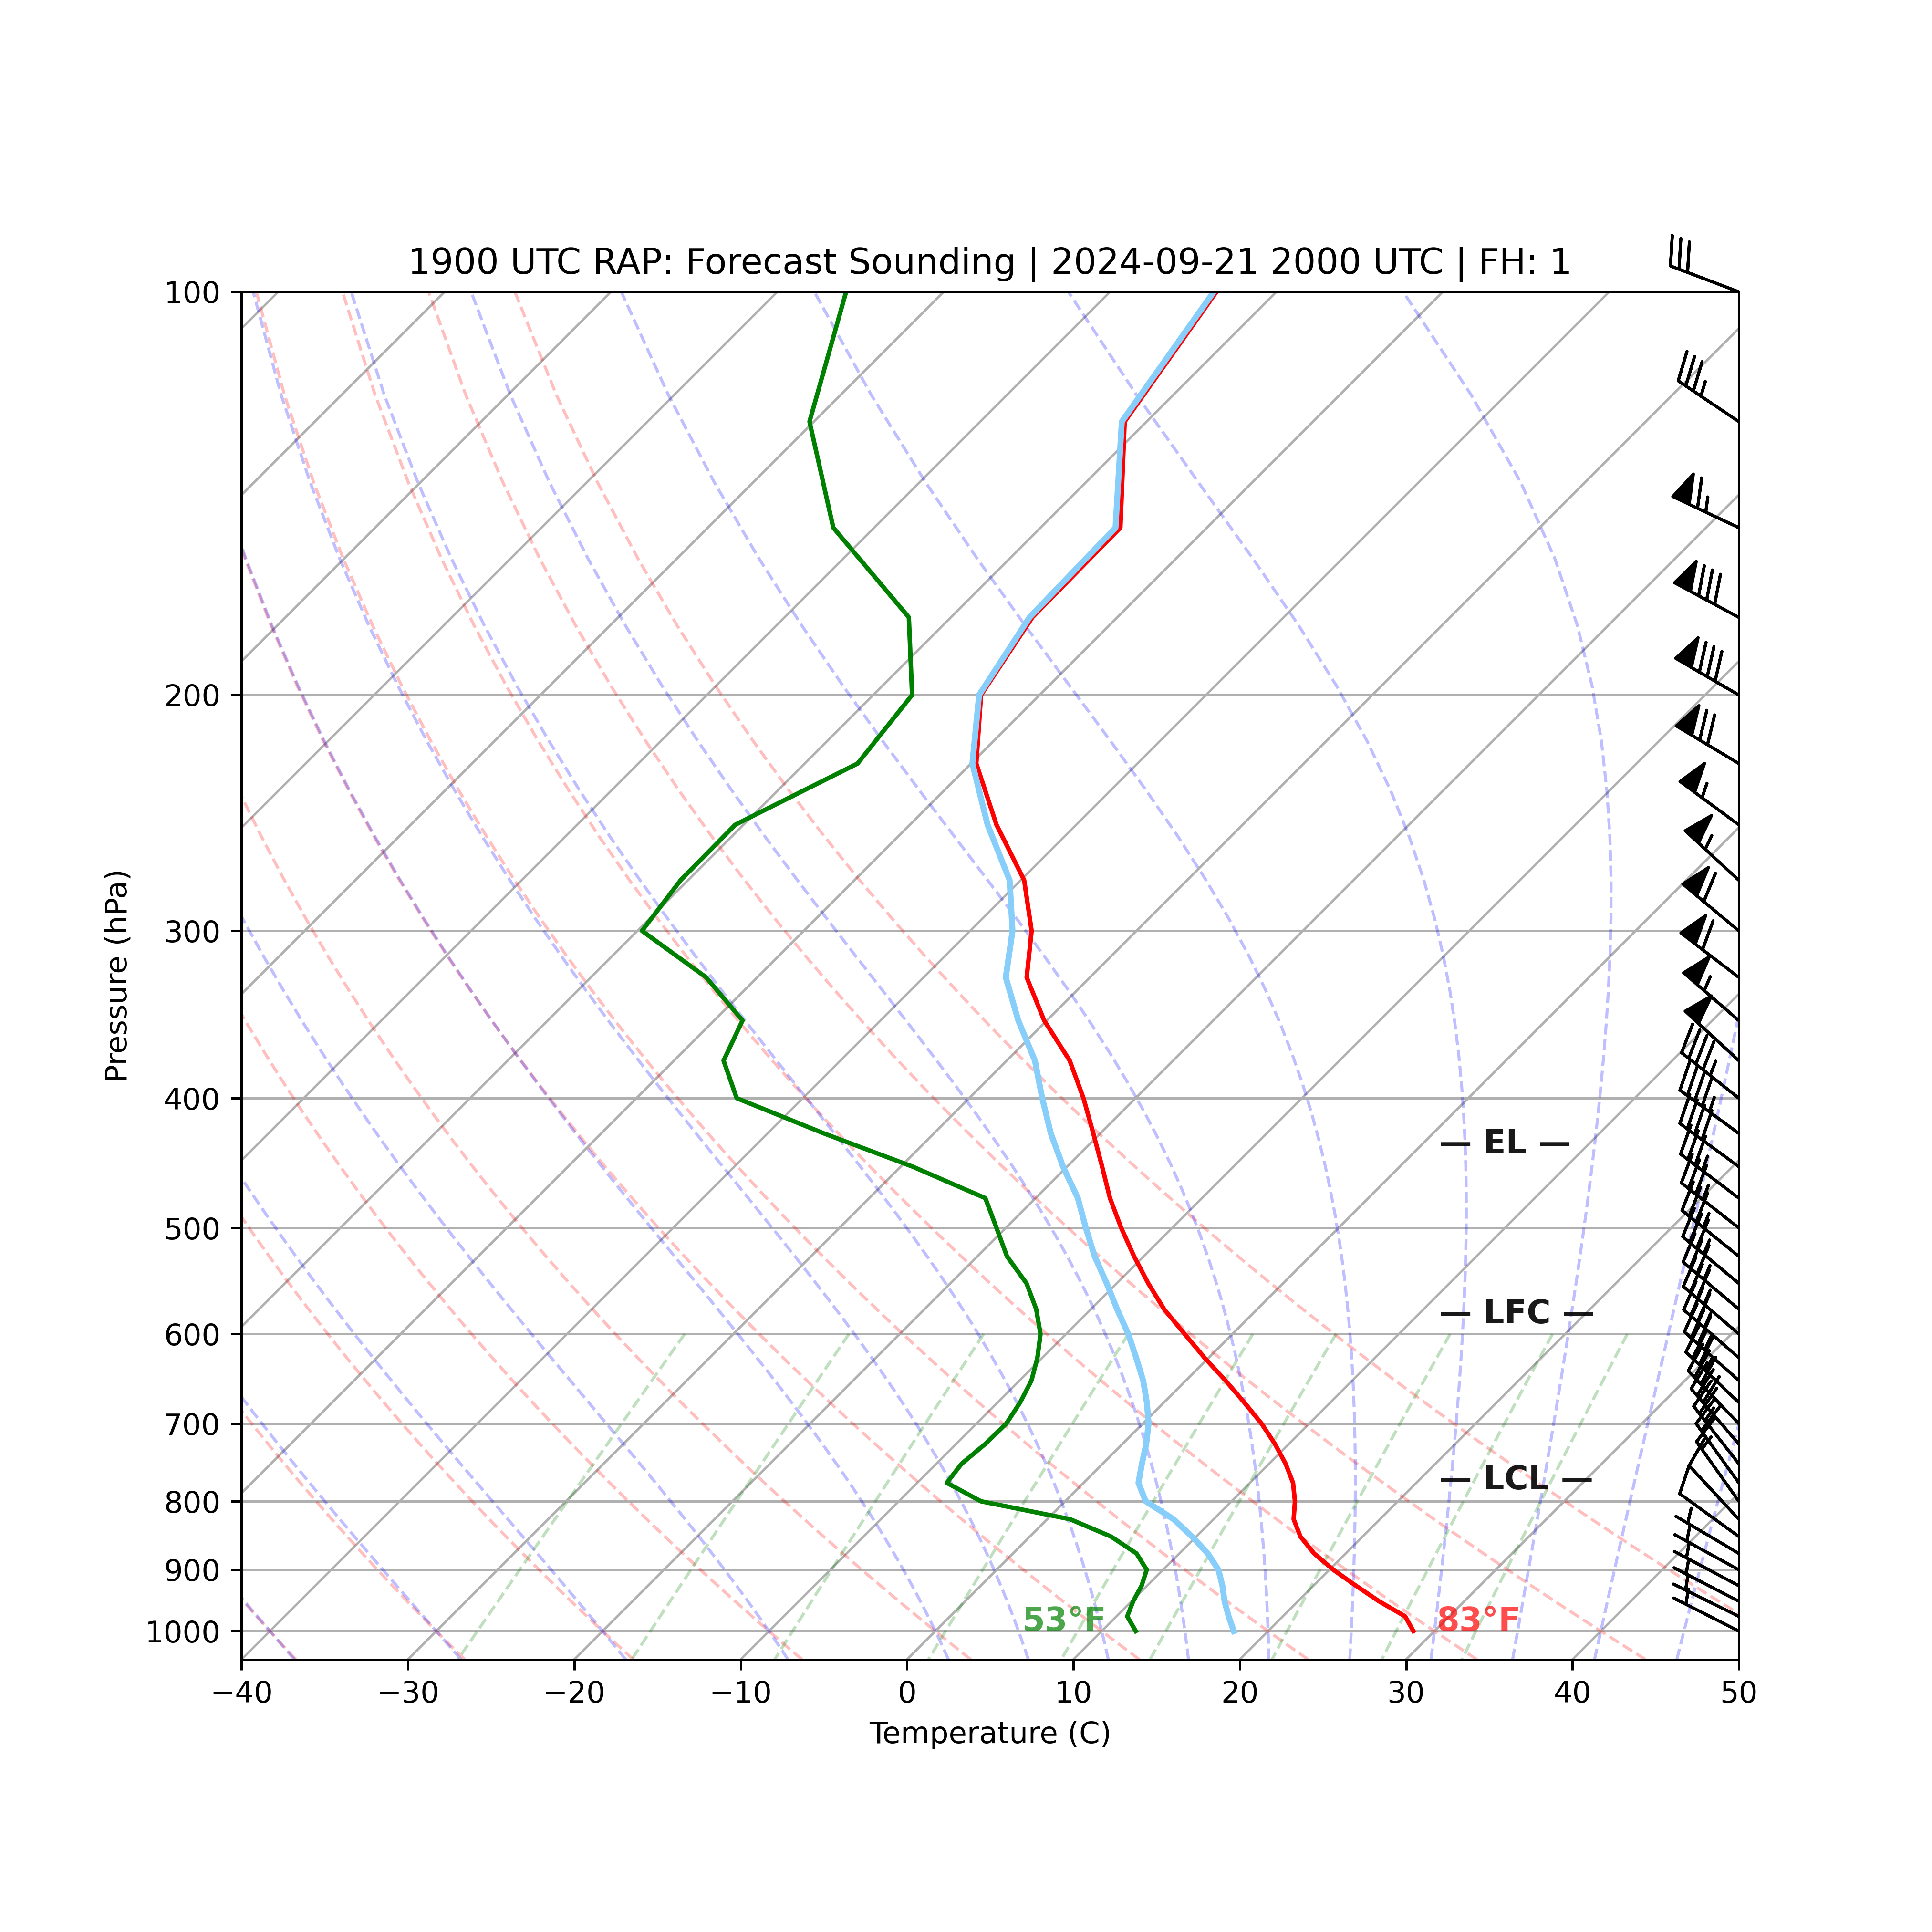 1900 UTC RAP: Forecast Sounding | 2024-09-21 2000 UTC | FH: 1
100
200
300
400
500
600
700
800
900
1000
Pressure (hPa)
— EL —
— LFC —
— LCL —
53°F
83°F
−40 −30 −20 −10 0 10 20 30 40 50
Temperature (C)